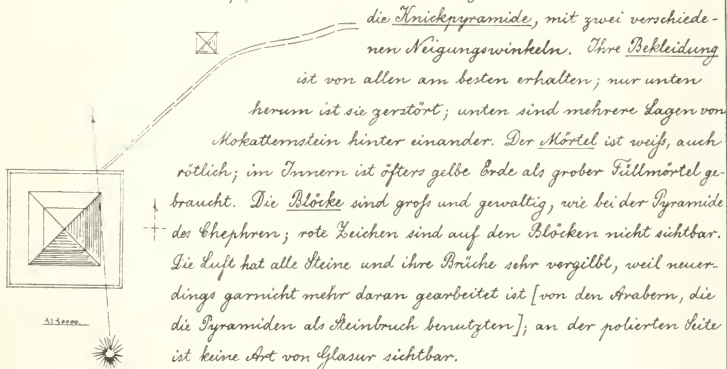 die Knickpyramide, mit zwei verschiede-
nen Neigungswinkeln. Ihre Bekleidung
ist von allen am besten erhalten; nur unten
herum ist sie zerstört; unten sind mehrere Lagen von
Mokattemstein hinter einander. Der Mörtel ist weiß, auch
rötlich; im Innern ist öfters gelbe Erde als grober Füllmörtel ge-
braucht. Die Blöcke sind groß und gewaltig, wie bei der Pyramide
des Chephren; rote Zeichen sind auf den Blöcken nicht sichtbar.
Die Luft hat alle Steine und ihre Brüche sehr vergilbt, weil neuer-
dings garnicht mehr daran gearbeitet ist [von den Arabern, die
die Pyramiden als Steinbruch benutzten]; an der polierten Seite
ist keine Art von Glasur sichtbar.